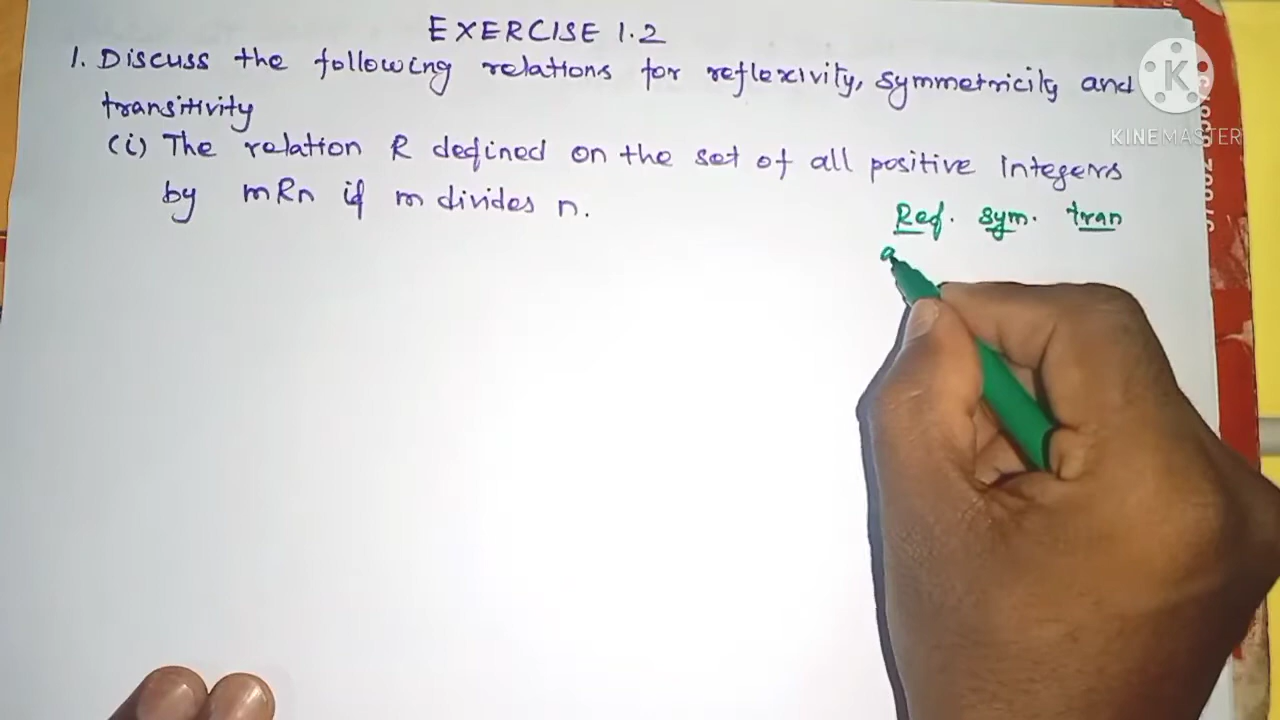 EXERCISE 1.2
1. Discuss the following relations for reflexivity, symmetricity and
transitivity
(i) The relation R defined on the set of all positive integers
by mRn if m divides n.
Ref. sym. tran
a
K
KINEMASTER